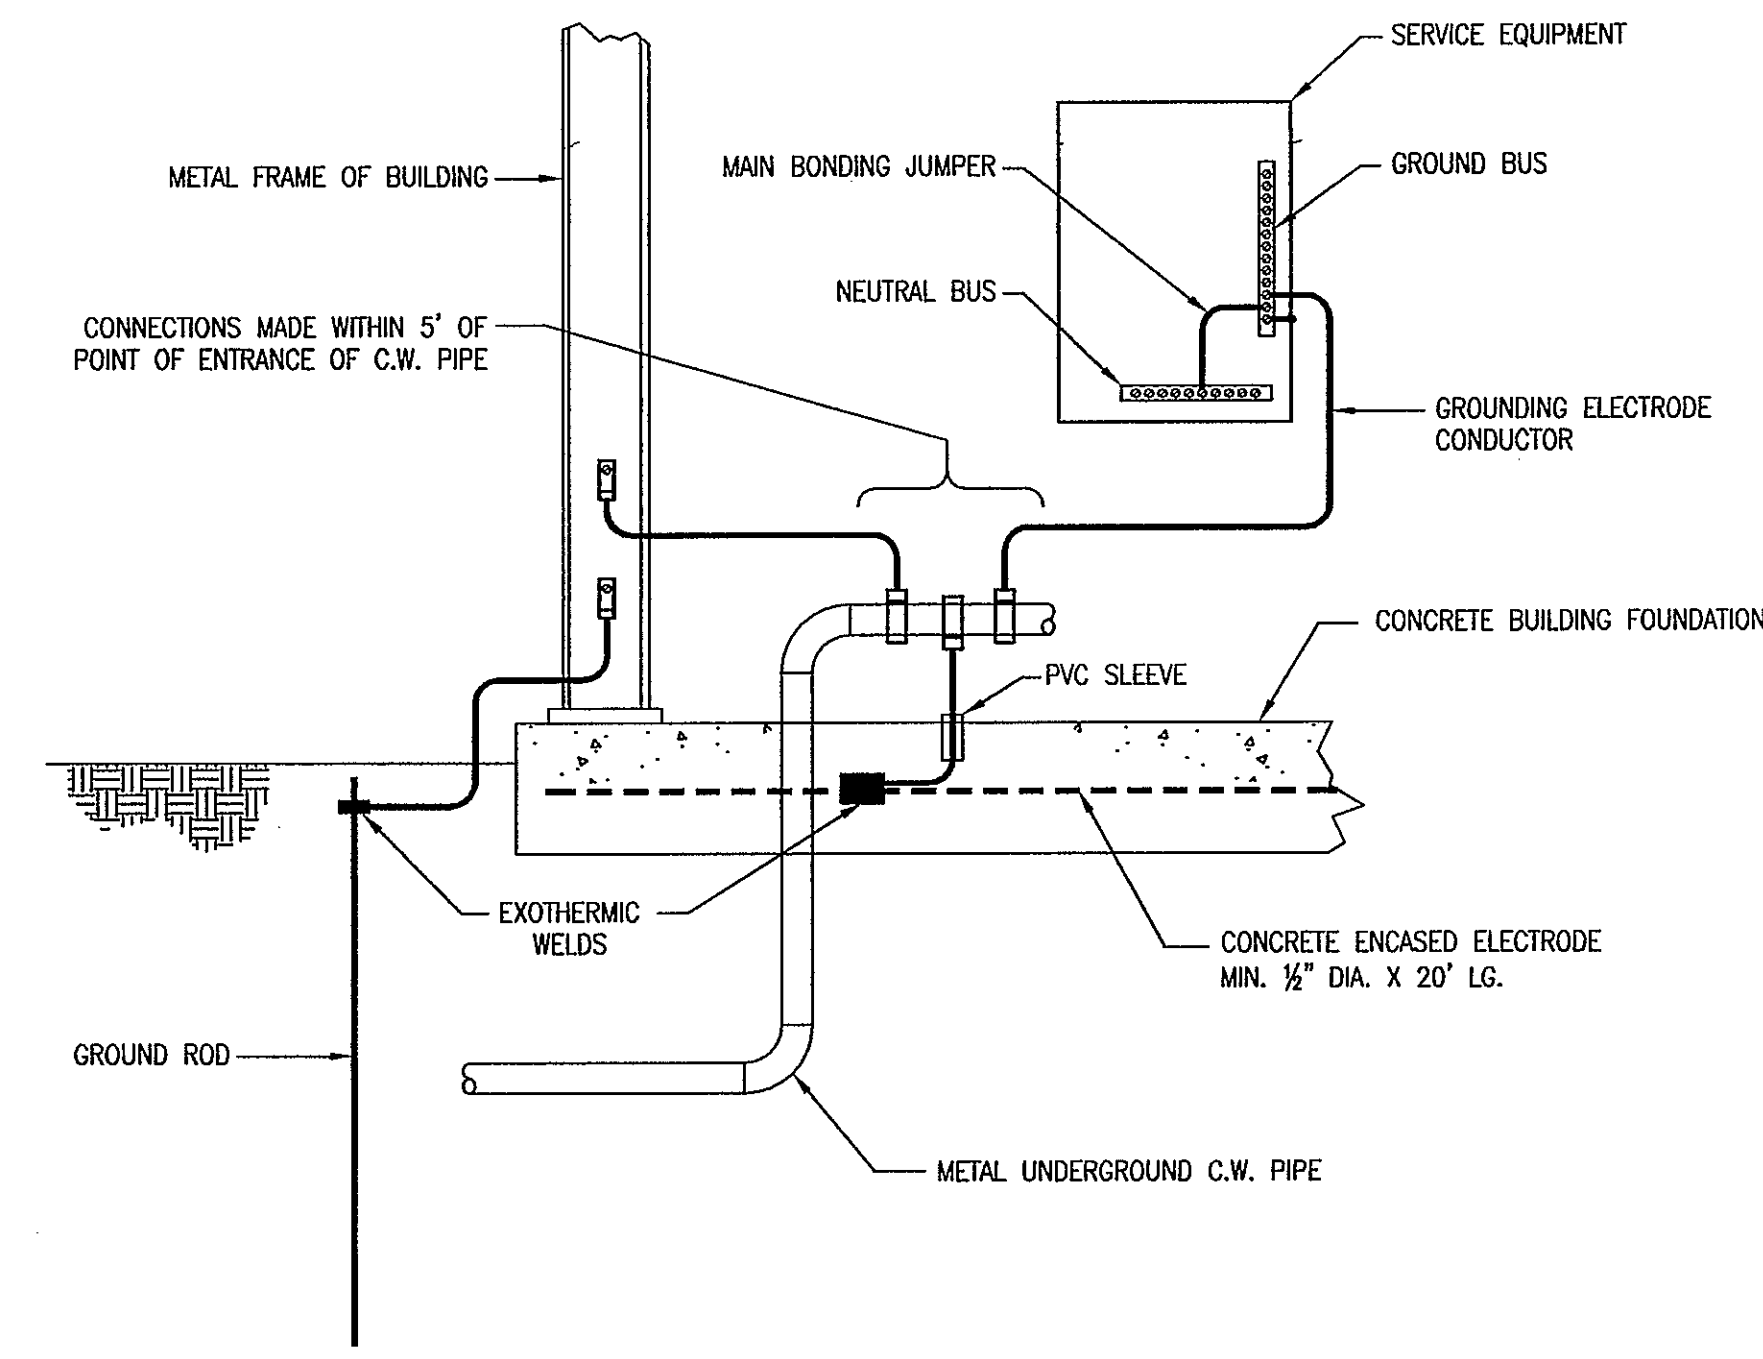 SERVICE EQUIPMENT
METAL FRAME OF BUILDING
MAIN BONDING JUMPER
GROUND BUS
NEUTRAL BUS
CONNECTIONS MADE WITHIN 5' OF
POINT OF ENTRANCE OF C.W. PIPE
GROUNDING ELECTRODE
CONDUCTOR
CONCRETE BUILDING FOUNDATION
PVC SLEEVE
EXOTHERMIC
WELDS
CONCRETE ENCASED ELECTRODE
MIN. ½" DIA. X 20' LG.
GROUND ROD
METAL UNDERGROUND C.W. PIPE